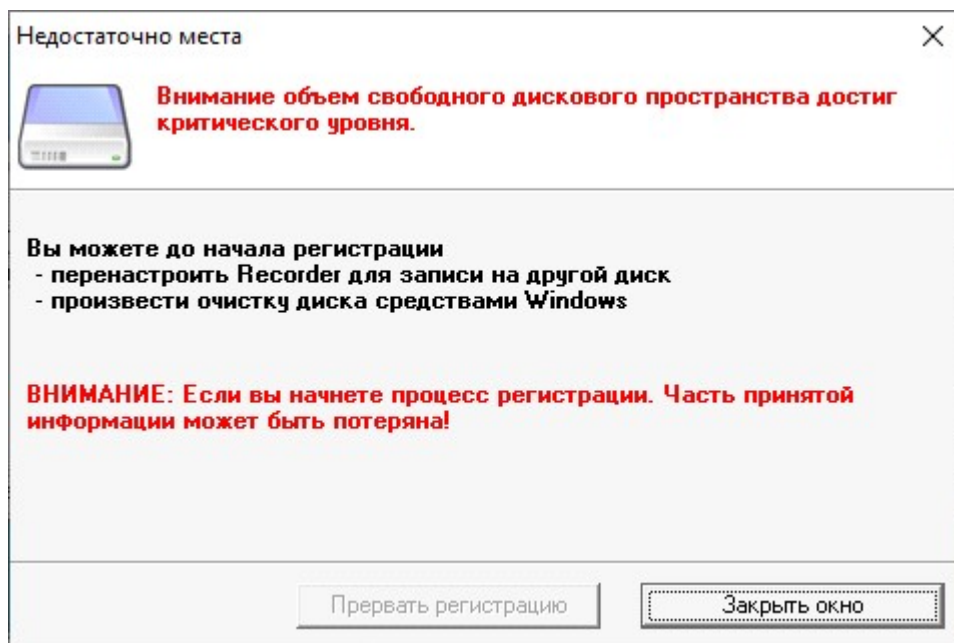 Недостаточно места
Внимание объем свободного дискового пространства достиг
критического уровня.
Вы можете до начала регистрации
- перенастроить Recorder для записи на другой диск
- произвести очистку диска средствами Windows
ВНИМАНИЕ: Если вы начнете процесс регистрации. Часть принятой
информации может быть потеряна!
Прервать регистрацию
Закрыть окно